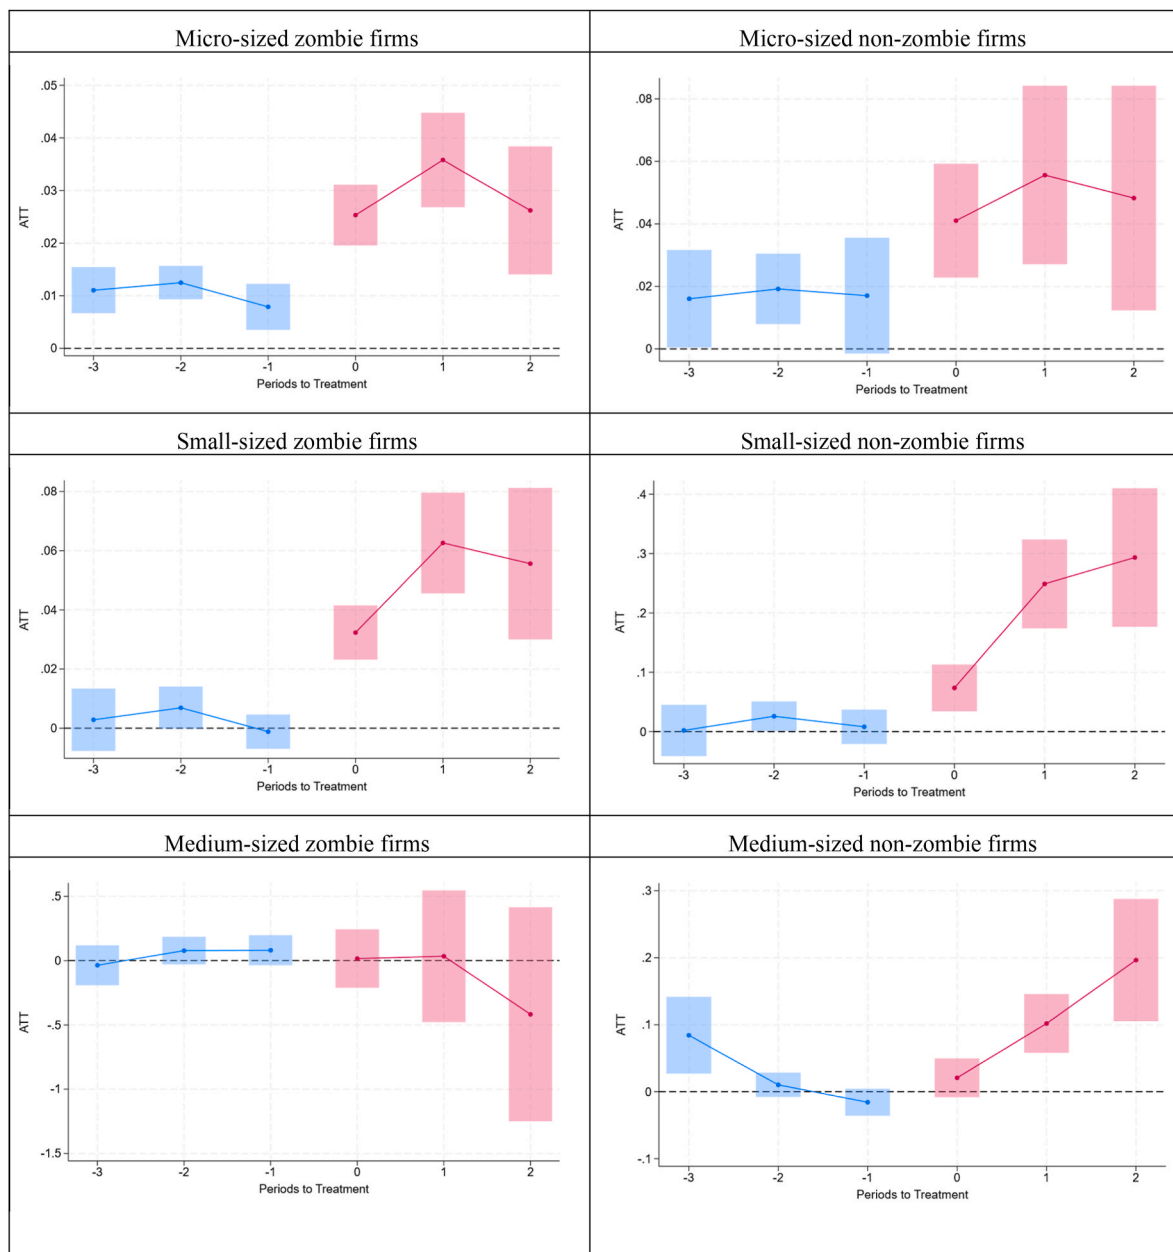 Micro-sized zombie firms
Micro-sized non-zombie firms
.05
.04
.03
.02
.01
0
ATT
-3 -2 -1 0 1 2
Periods to Treatment
.08
.06
.04
.02
0
ATT
-3 -2 -1 0 1 2
Periods to Treatment
Small-sized zombie firms
Small-sized non-zombie firms
.08
.06
.04
.02
0
ATT
-3 -2 -1 0 1 2
Periods to Treatment
.4
.3
.2
.1
0
ATT
-3 -2 -1 0 1 2
Periods to Treatment
Medium-sized zombie firms
Medium-sized non-zombie firms
.5
0
-.5
-1
-1.5
ATT
-3 -2 -1 0 1 2
Periods to Treatment
.3
.2
.1
0
-.1
ATT
-3 -2 -1 0 1 2
Periods to Treatment